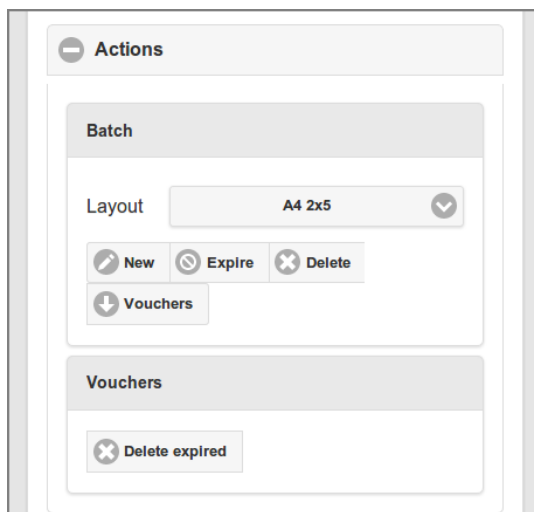 Actions
Batch
Layout A4 2x5
New Expire Delete
Vouchers
Vouchers
Delete expired